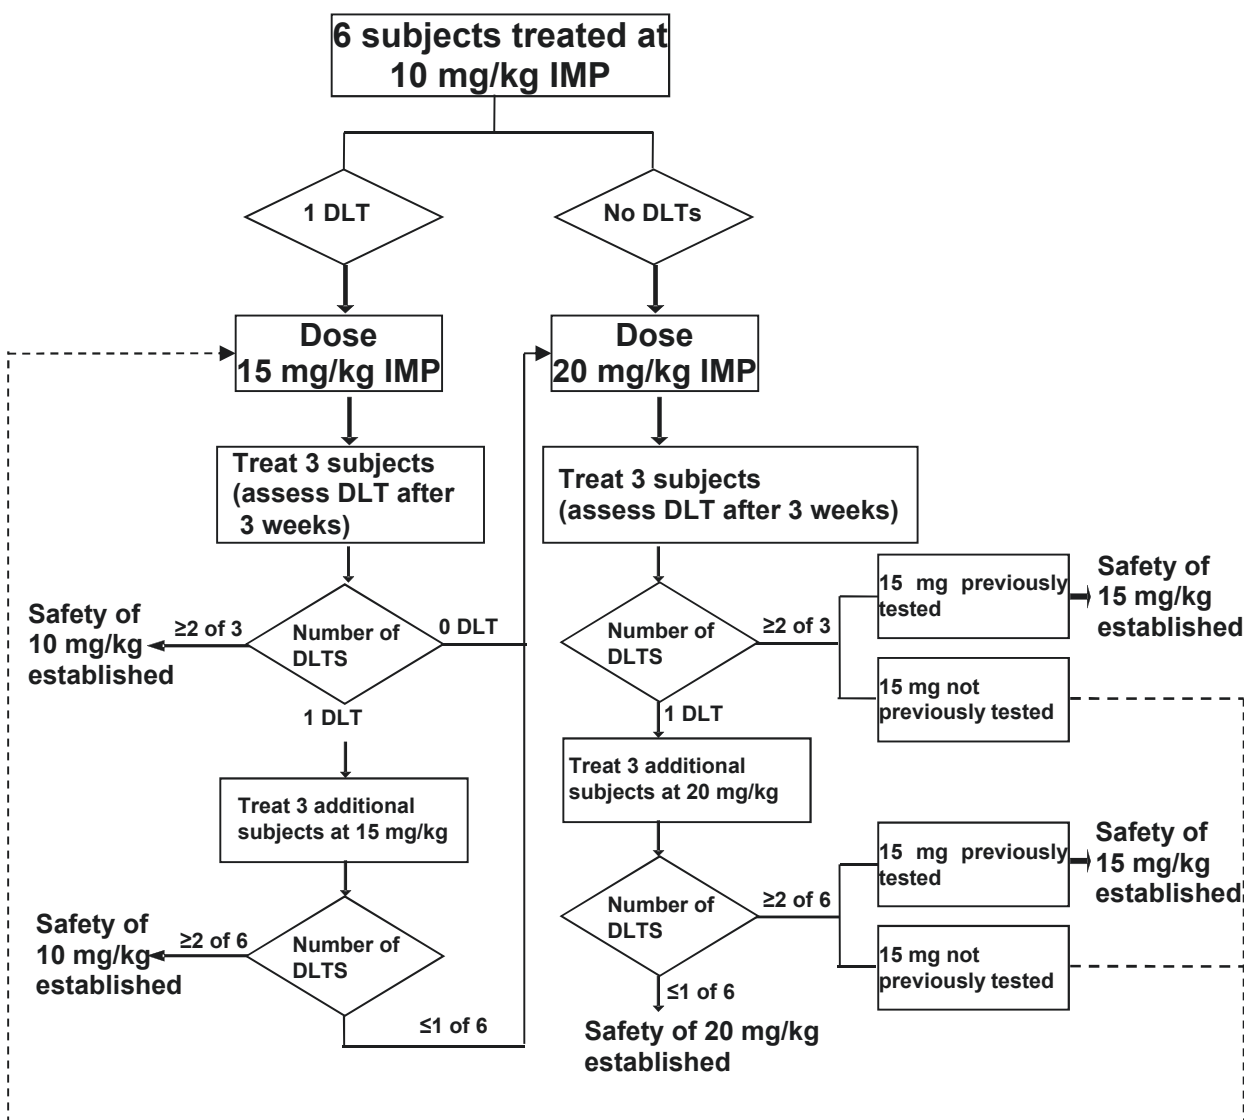 6 subjects treated at
10 mg/kg IMP
1 DLT
No DLTs
Dose
15 mg/kg IMP
Dose
20 mg/kg IMP
Treat 3 subjects
(assess DLT after
3 weeks)
Treat 3 subjects
(assess DLT after 3 weeks)
Safety of
10 mg/kg
established
≥2 of 3
Number of
DLTS
0 DLT
1 DLT
Number of
DLTS
≥2 of 3
1 DLT
15 mg previously
tested
Safety of
15 mg/kg
established
15 mg not
previously tested
Treat 3 additional
subjects at 15 mg/kg
Treat 3 additional
subjects at 20 mg/kg
Safety of
10 mg/kg
established
≥2 of 6
Number of
DLTS
≤1 of 6
Number of
DLTS
≥2 of 6
≤1 of 6
15 mg previously
tested
Safety of
15 mg/kg
established
15 mg not
previously tested
Safety of 20 mg/kg
established